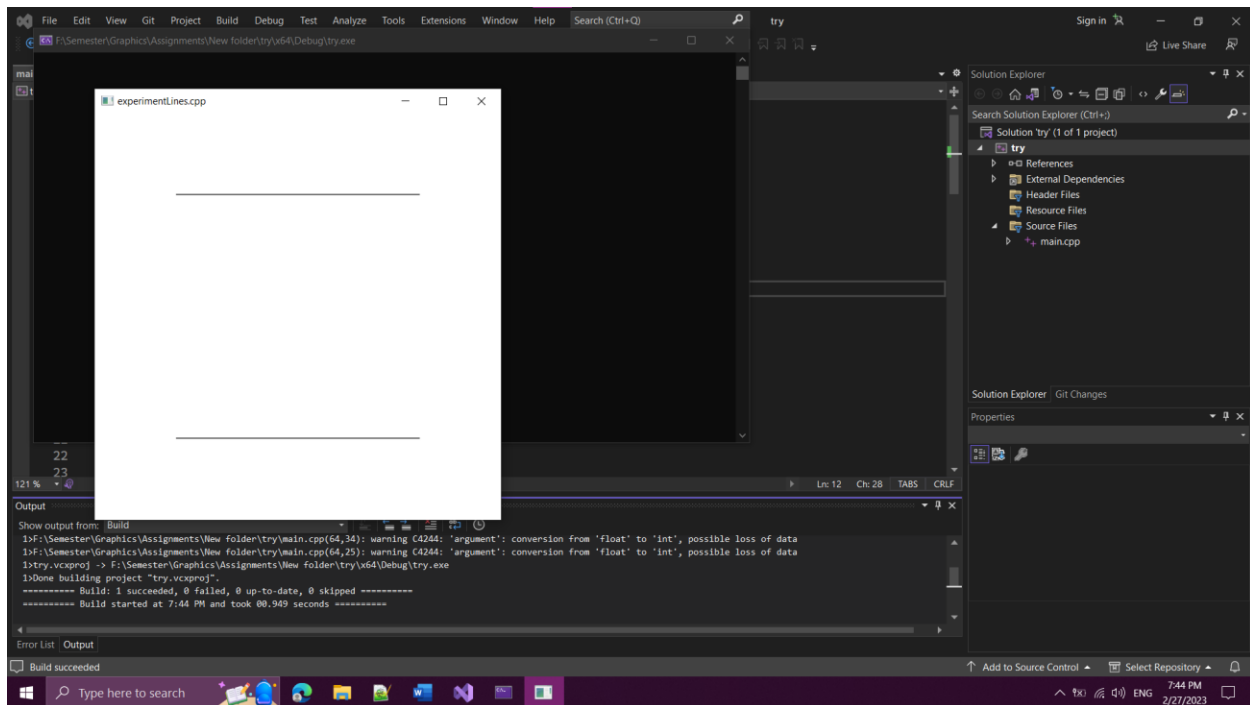 File Edit View Git Project Build Debug Test Analyze Tools Extensions Window Help Search (Ctrl+Q) try Sign in
F:\Semester\Graphics\Assignments\New folder\try\x64\Debug\try.exe
Live Share
mai
t
experimentLines.cpp
22
23
121 % Ln: 12 Ch: 28 TABS CRLF
Output
Show output from: Build
1>F:\Semester\Graphics\Assignments\New folder\try\main.cpp(64,34): warning C4244: 'argument': conversion from 'float' to 'int', possible loss of data
1>F:\Semester\Graphics\Assignments\New folder\try\main.cpp(64,25): warning C4244: 'argument': conversion from 'float' to 'int', possible loss of data
1>try.vcxproj -> F:\Semester\Graphics\Assignments\New folder\try\x64\Debug\try.exe
1>Done building project "try.vcxproj".
========== Build: 1 succeeded, 0 failed, 0 up-to-date, 0 skipped ==========
========== Build started at 7:44 PM and took 00.949 seconds ==========
Error List Output
Solution Explorer
Search Solution Explorer (Ctrl+;)
Solution 'try' (1 of 1 project)
try
References
External Dependencies
Header Files
Resource Files
Source Files
main.cpp
Solution Explorer Git Changes
Properties
Build succeeded Add to Source Control Select Repository
Type here to search ENG 7:44 PM
2/27/2023